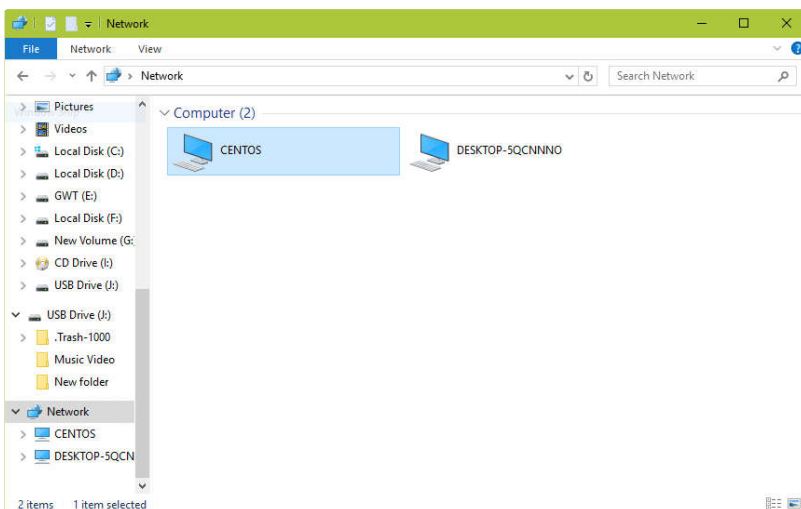 Network
File Network View
Network
Search Network
Pictures
Videos
Local Disk (C:)
Local Disk (D:)
GWT (E:)
Local Disk (F:)
New Volume (G:
CD Drive (I:)
USB Drive (J:)
USB Drive (J:)
.Trash-1000
Music Video
New folder
Network
CENTOS
DESKTOP-5QCN
Computer (2)
CENTOS
DESKTOP-5QCNNNO
2 items 1 item selected